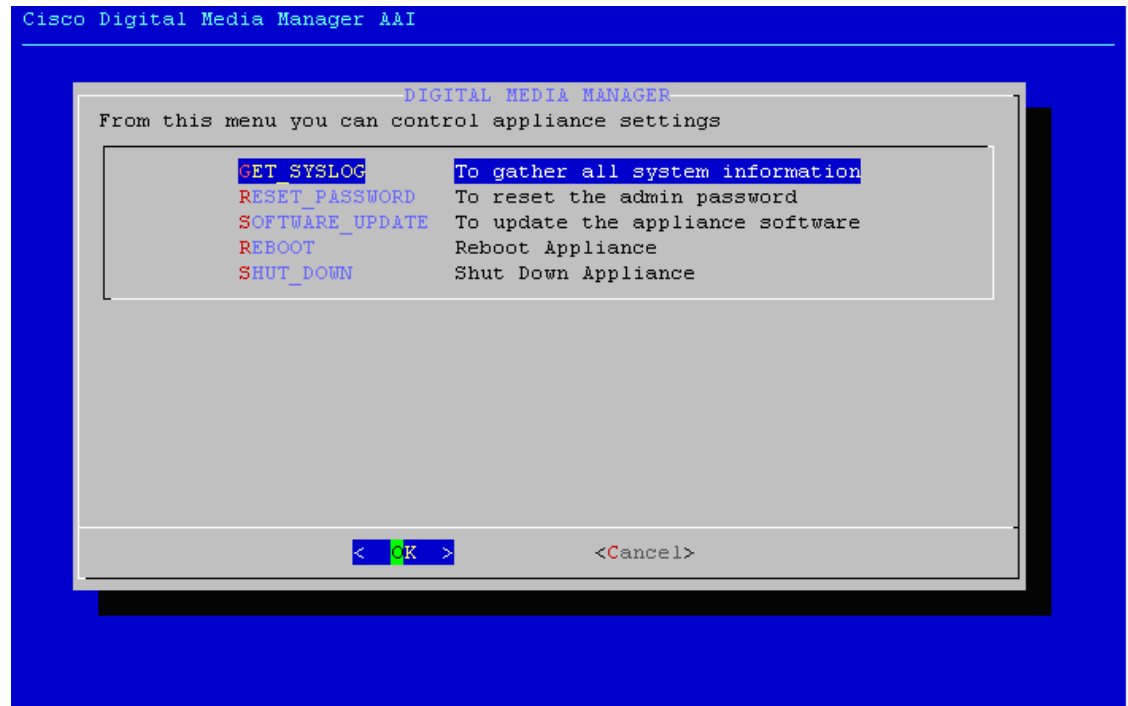 Cisco Digital Media Manager AAI
DIGITAL MEDIA MANAGER
From this menu you can control appliance settings
GET_SYSLOG To gather all system information
RESET_PASSWORD To reset the admin password
SOFTWARE_UPDATE To update the appliance software
REBOOT Reboot Appliance
SHUT_DOWN Shut Down Appliance
< OK > <Cancel>